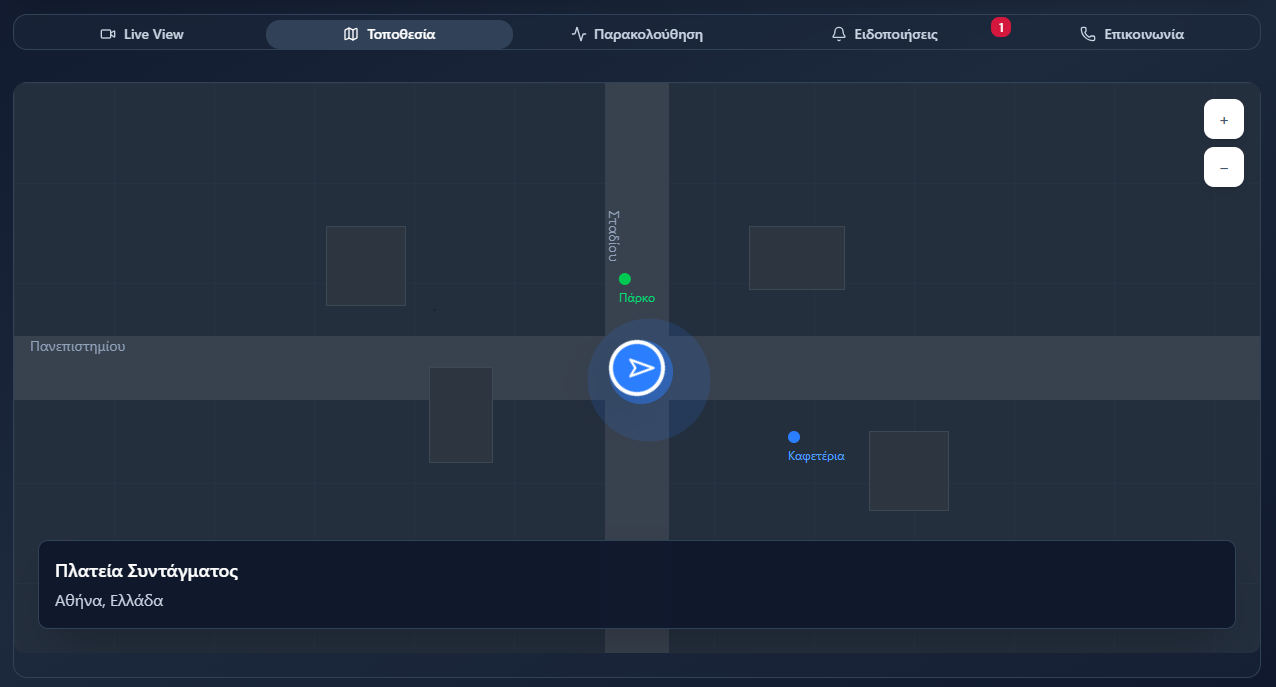 Live View
Τοποθεσία
Παρακολούθηση
Ειδοποιήσεις
1
Επικοινωνία
+
−
Σταδίου
Πάρκο
Πανεπιστημίου
Καφετέρια
Πλατεία Συντάγματος
Αθήνα, Ελλάδα